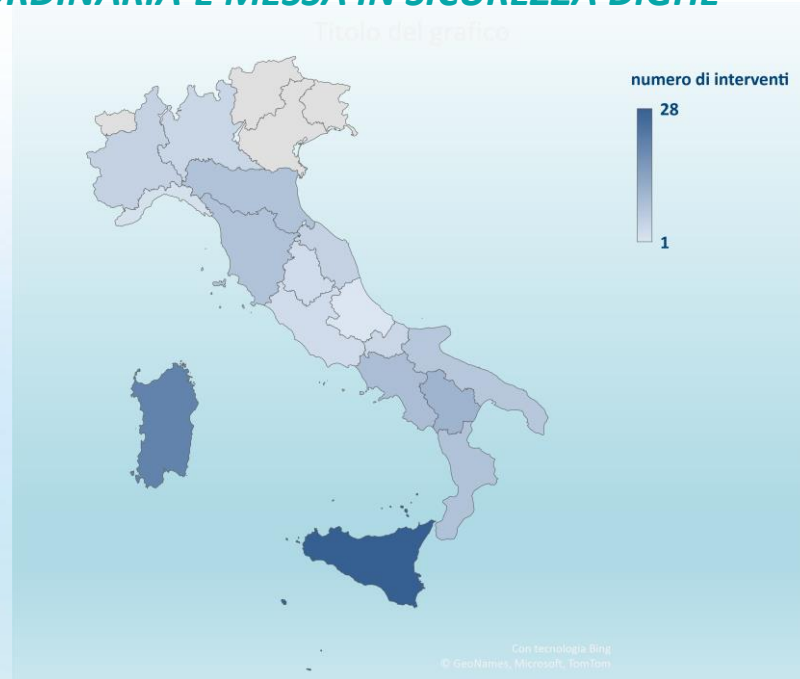 ORDINARIA E MESSA IN SICUREZZA DIGHE
Titolo del grafico
numero di interventi
28
1
Con tecnologia Bing
© GeoNames, Microsoft, TomTom